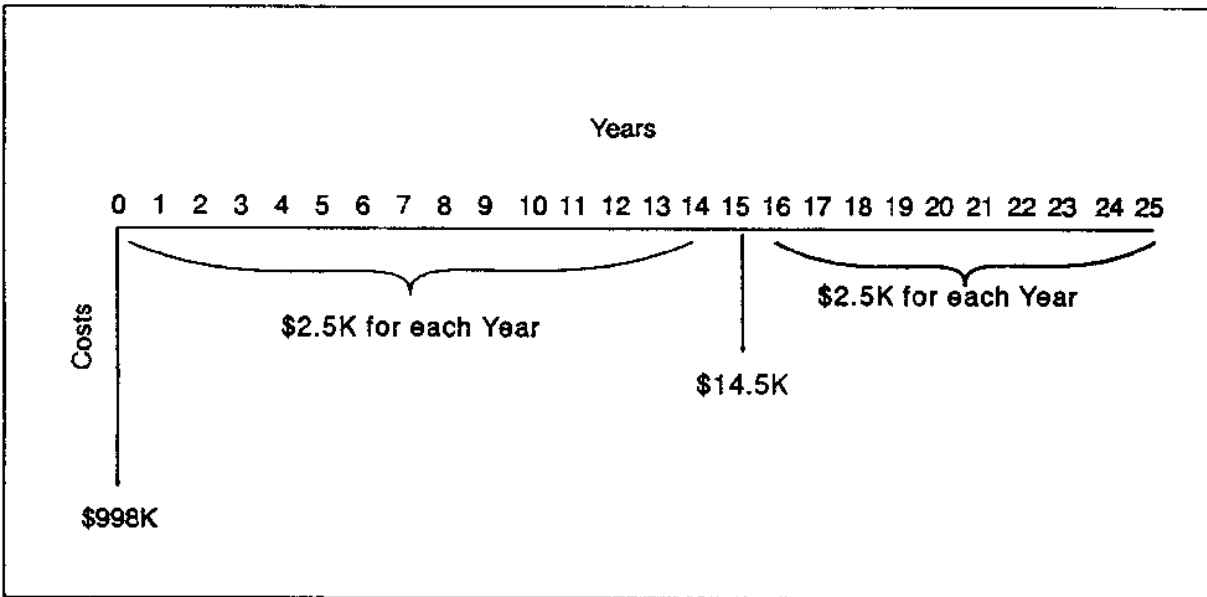 Years
0 1 2 3 4 5 6 7 8 9 10 11 12 13 14 15 16 17 18 19 20 21 22 23 24 25
Costs
$2.5K for each Year
$2.5K for each Year
$14.5K
$998K